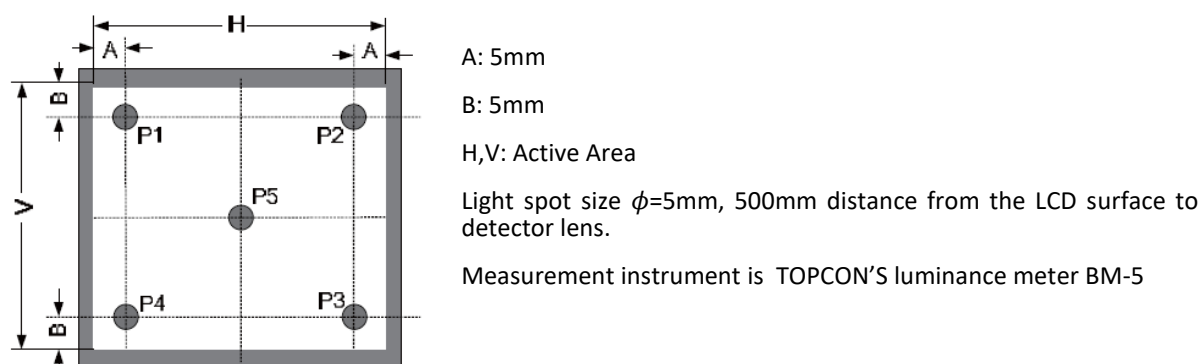 H
A
A
B
P1
P2
V
P5
P4
P3
B
A: 5mm
B: 5mm
H,V: Active Area
Light spot size ϕ=5mm, 500mm distance from the LCD surface to
detector lens.
Measurement instrument is TOPCON’S luminance meter BM-5